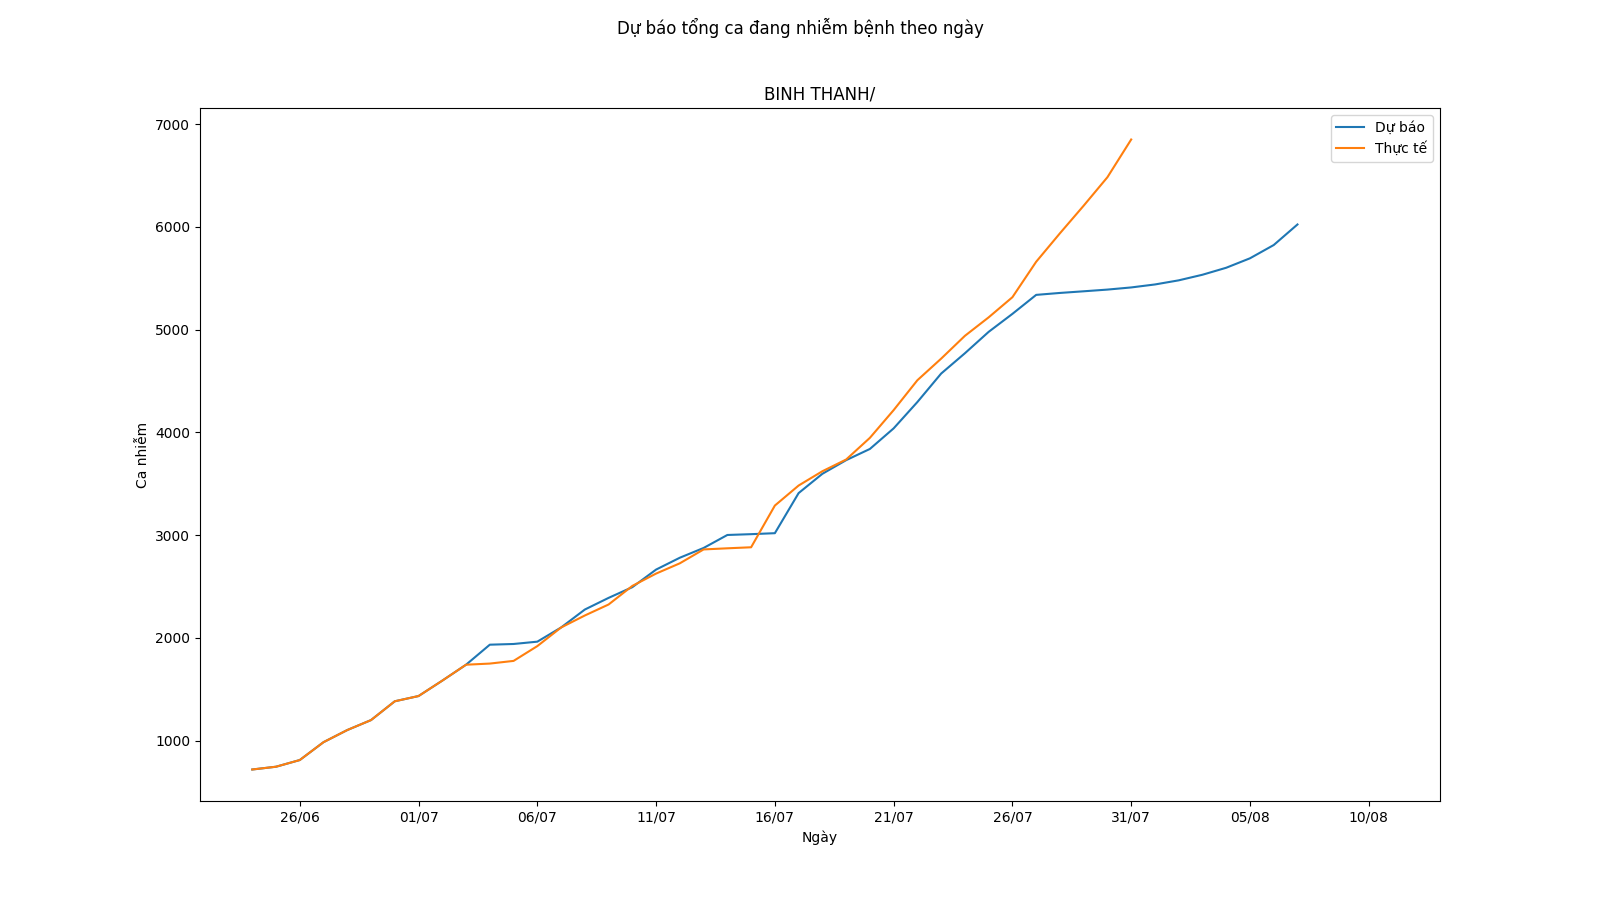 Dự báo tổng ca đang nhiễm bệnh theo ngày
BINH THANH/
7000
6000
5000
4000
3000
2000
1000
Ca nhiễm
Dự báo
Thực tế
26/06 01/07 06/07 11/07 16/07 21/07 26/07 31/07 05/08 10/08
Ngày